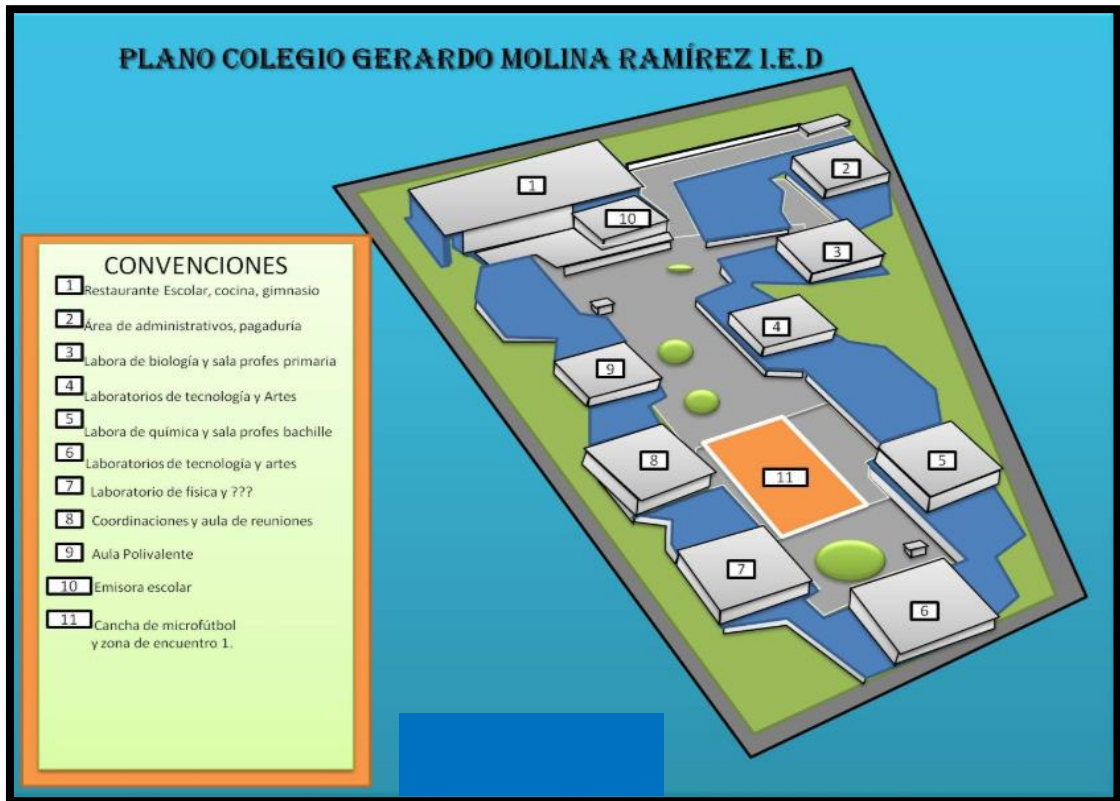 PLANO COLEGIO GERARDO MOLINA RAMÍREZ I.E.D
CONVENCIONES
1 Restaurante Escolar, cocina, gimnasio
2 Área de administrativos, pagaduría
3 Labora de biología y sala profes primaria
4 Laboratorios de tecnología y Artes
5 Labora de química y sala profes bachille
6 Laboratorios de tecnología y artes
7 Laboratorio de física y ???
8 Coordinaciones y aula de reuniones
9 Aula Polivalente
10 Emisora escolar
11 Cancha de microfútbol
y zona de encuentro 1.
1
2
10
3
4
9
8
5
11
7
6